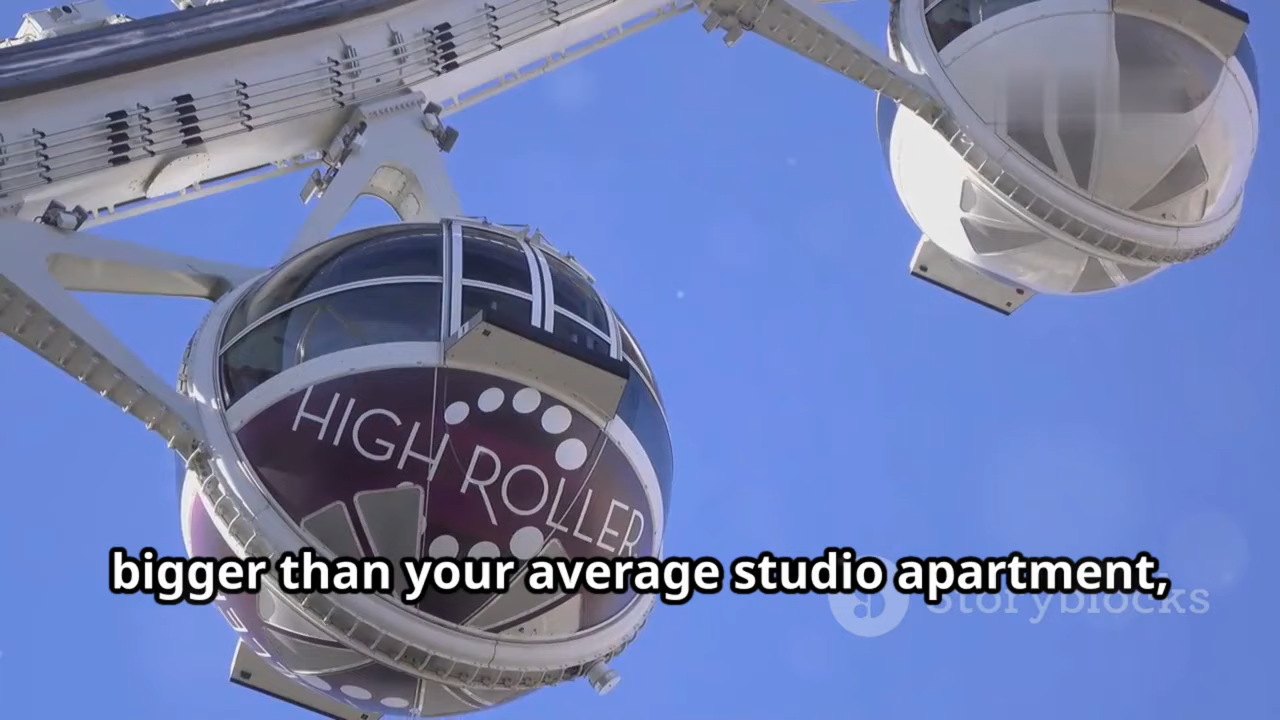 HIGH ROLLER
bigger than your average studio apartment,
storyblocks